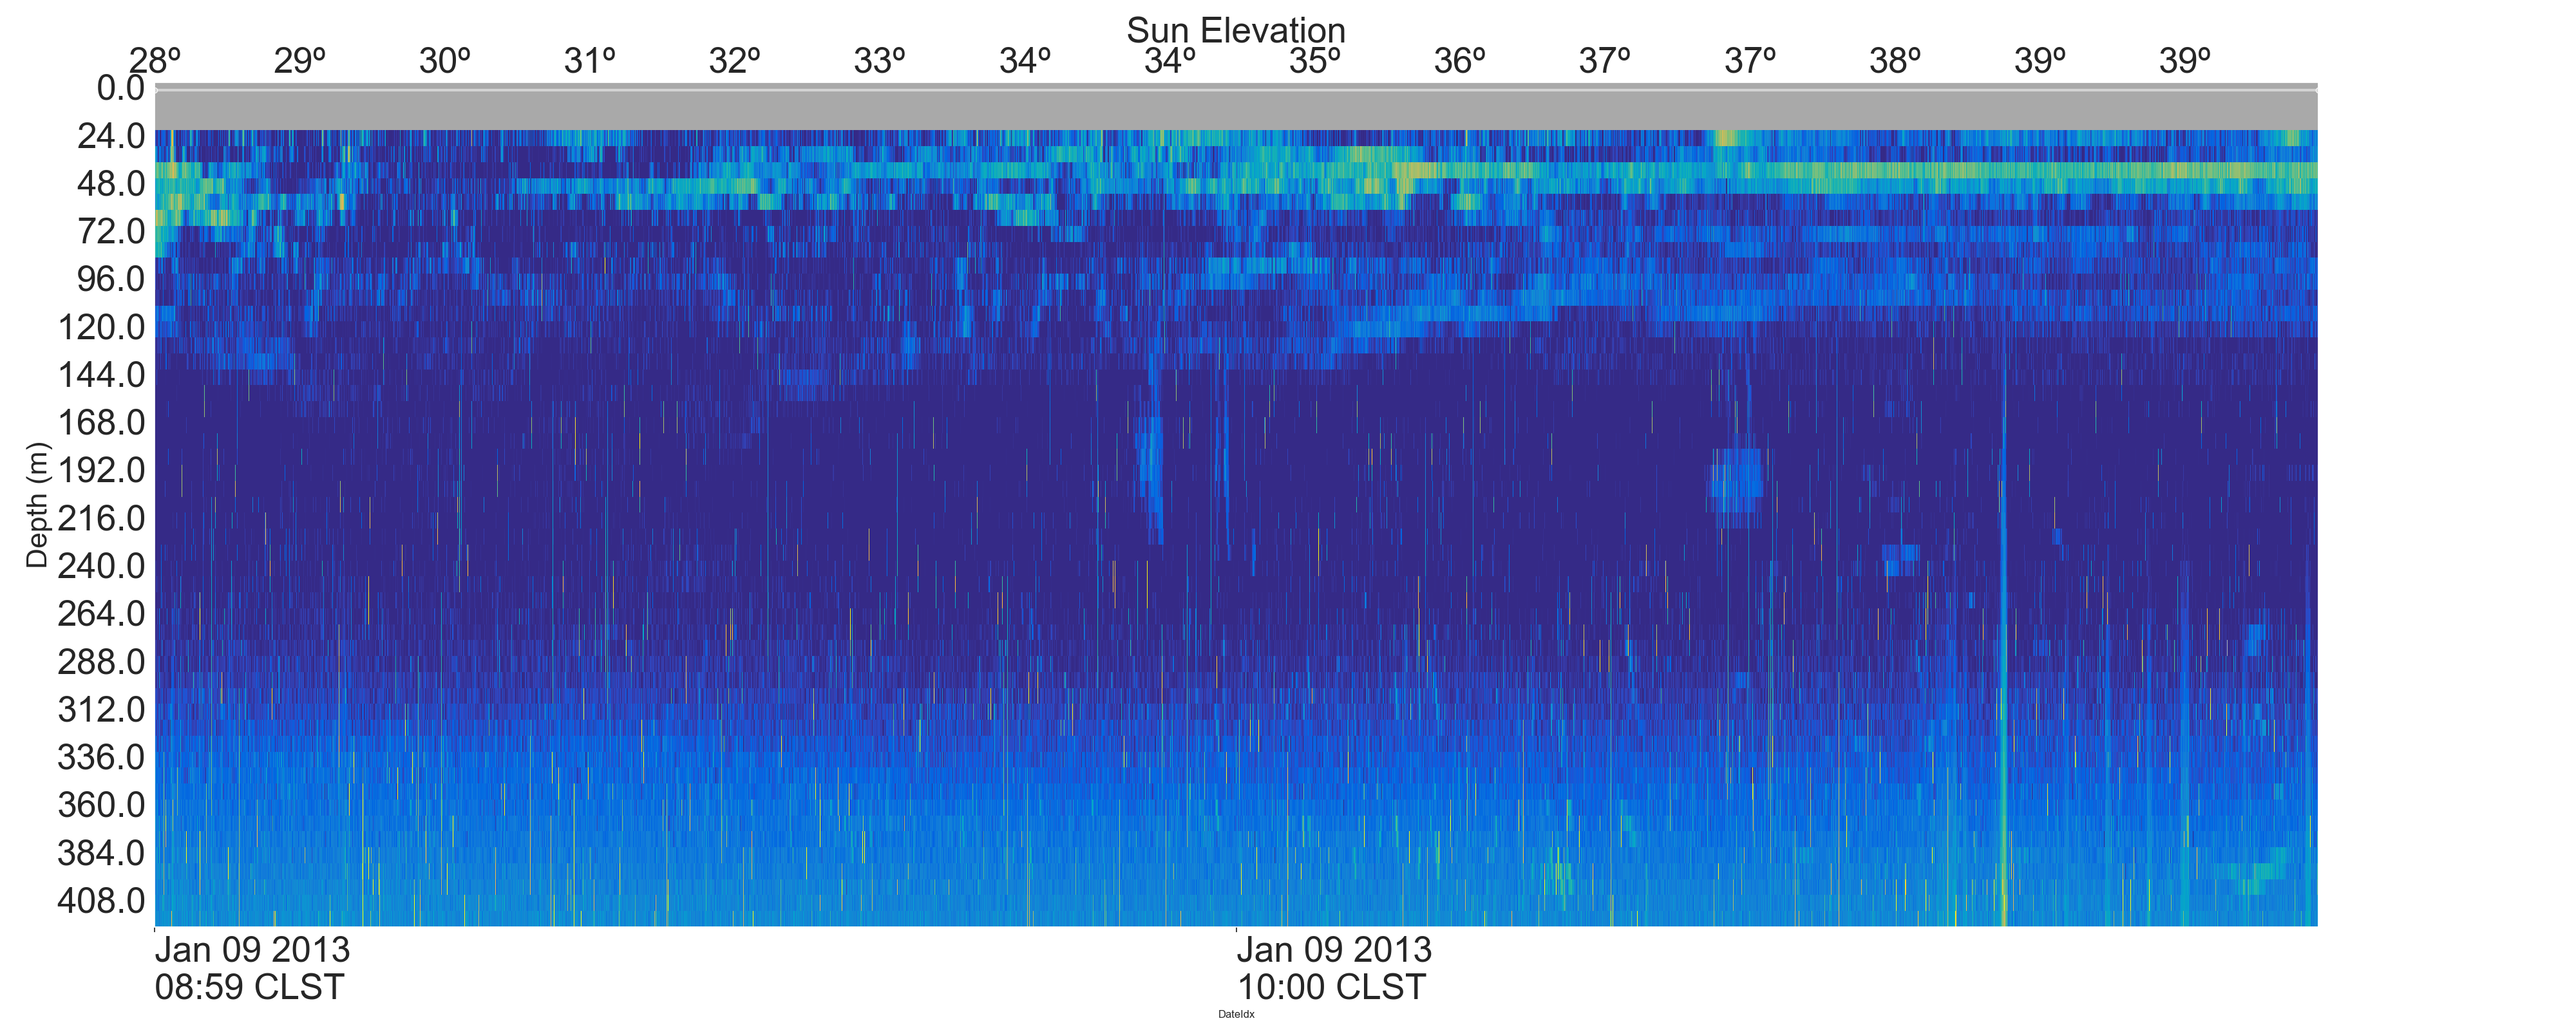 Sun Elevation
28º 29º 30º 31º 32º 33º 34º 34º 35º 36º 37º 37º 38º 39º 39º
0.0
24.0
48.0
72.0
96.0
120.0
144.0
168.0
192.0
216.0
240.0
264.0
288.0
312.0
336.0
360.0
384.0
408.0
Depth (m)
Jan 09 2013
08:59 CLST
Jan 09 2013
10:00 CLST
DateIdx